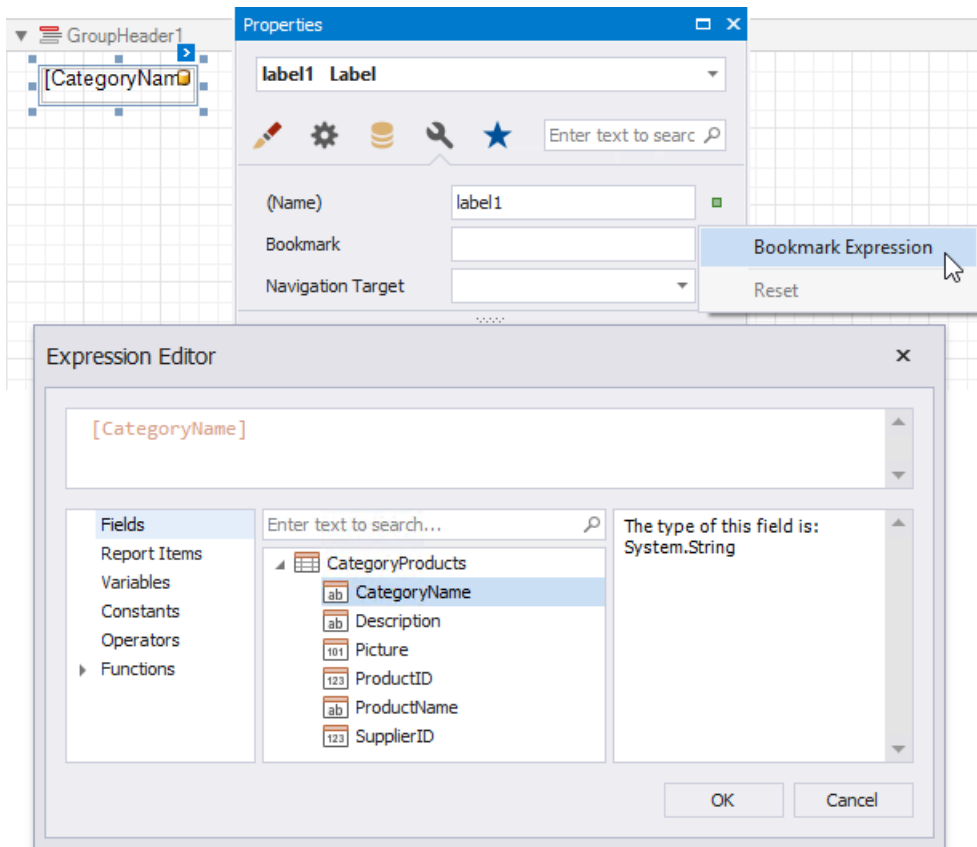 GroupHeader1
[CategoryNam
Properties
label1 Label
Enter text to searc
(Name)
label1
Bookmark
Navigation Target
Bookmark Expression
Reset
Expression Editor
[CategoryName]
Fields
Report Items
Variables
Constants
Operators
Functions
Enter text to search...
CategoryProducts
ab CategoryName
ab Description
101 Picture
123 ProductID
ab ProductName
123 SupplierID
The type of this field is:
System.String
OK
Cancel